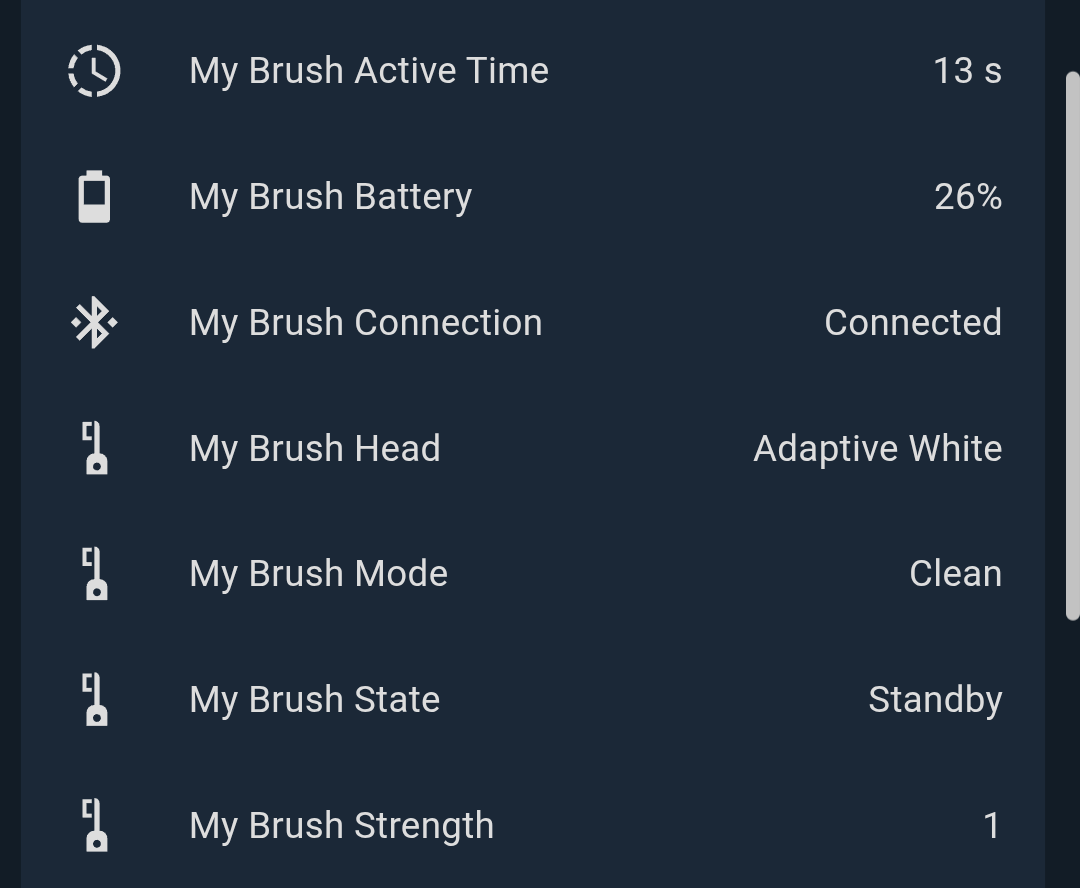 My Brush Active Time 13 s
My Brush Battery 26%
My Brush Connection Connected
My Brush Head Adaptive White
My Brush Mode Clean
My Brush State Standby
My Brush Strength 1